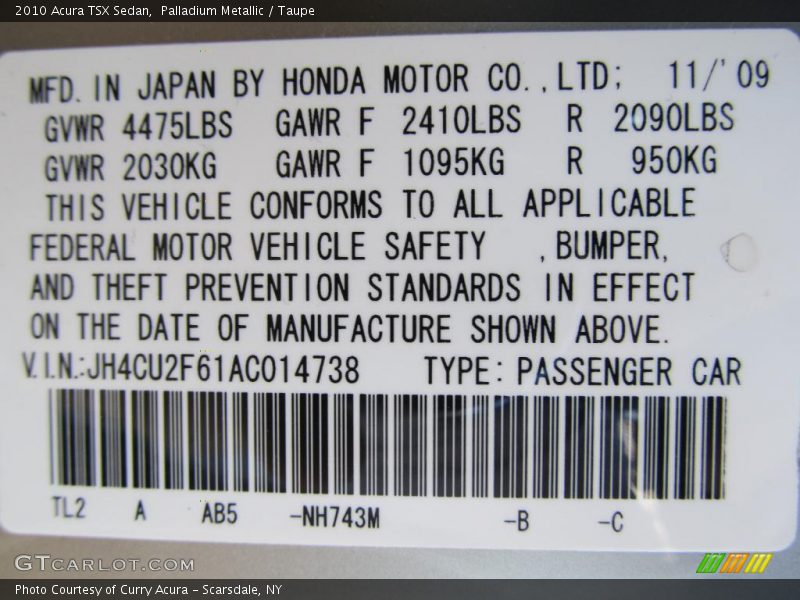 2010 Acura TSX Sedan,  Palladium Metallic / Taupe
MFD. IN JAPAN BY HONDA MOTOR CO.,LTD;  11/'09
GVWR 4475LBS  GAWR F  2410LBS  R  2090LBS
GVWR 2030KG  GAWR F  1095KG  R  950KG
THIS VEHICLE CONFORMS TO ALL APPLICABLE
FEDERAL MOTOR VEHICLE SAFETY  ,BUMPER,
AND THEFT PREVENTION STANDARDS IN EFFECT
ON THE DATE OF MANUFACTURE SHOWN ABOVE.
V.I.N.:JH4CU2F61AC014738  TYPE: PASSENGER CAR
TL2  A  AB5  -NH743M  -B  -C
GTCARLOT.COM
Photo Courtesy of Curry Acura - Scarsdale, NY